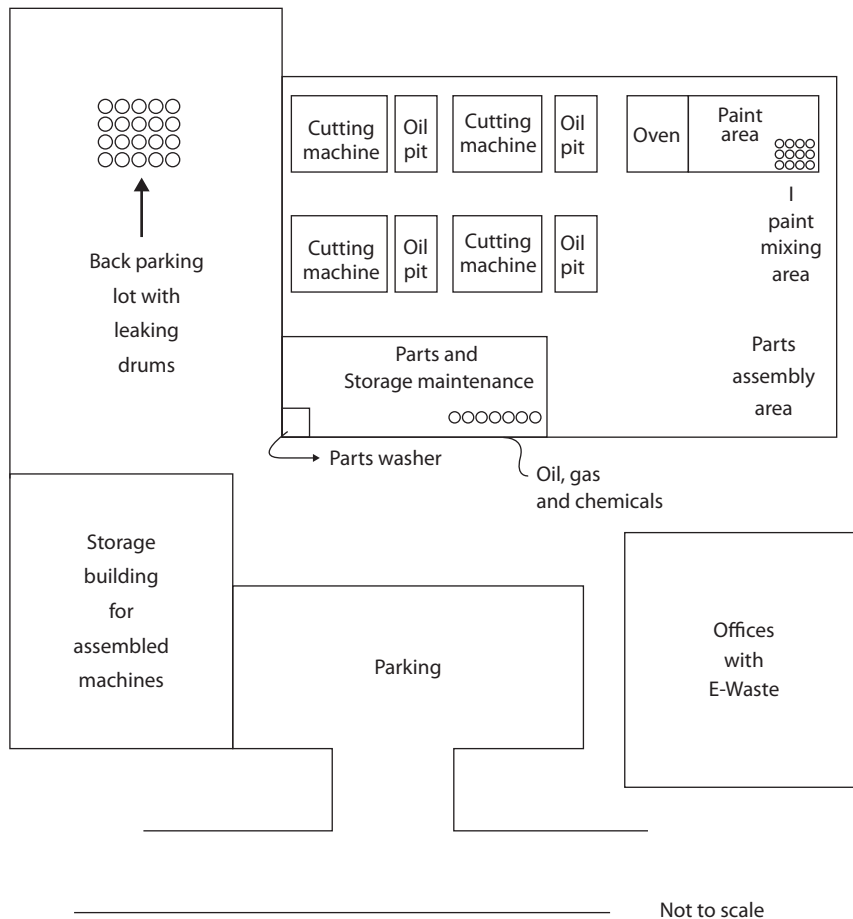 Cutting
machine
Oil
pit
Cutting
machine
Oil
pit
Oven
Paint
area
I
paint
mixing
area
Cutting
machine
Oil
pit
Cutting
machine
Oil
pit
Back parking
lot with
leaking
drums
Parts and
Storage maintenance
Parts
assembly
area
Parts washer
Oil, gas
and chemicals
Storage
building
for
assembled
machines
Parking
Offices
with
E-Waste
Not to scale